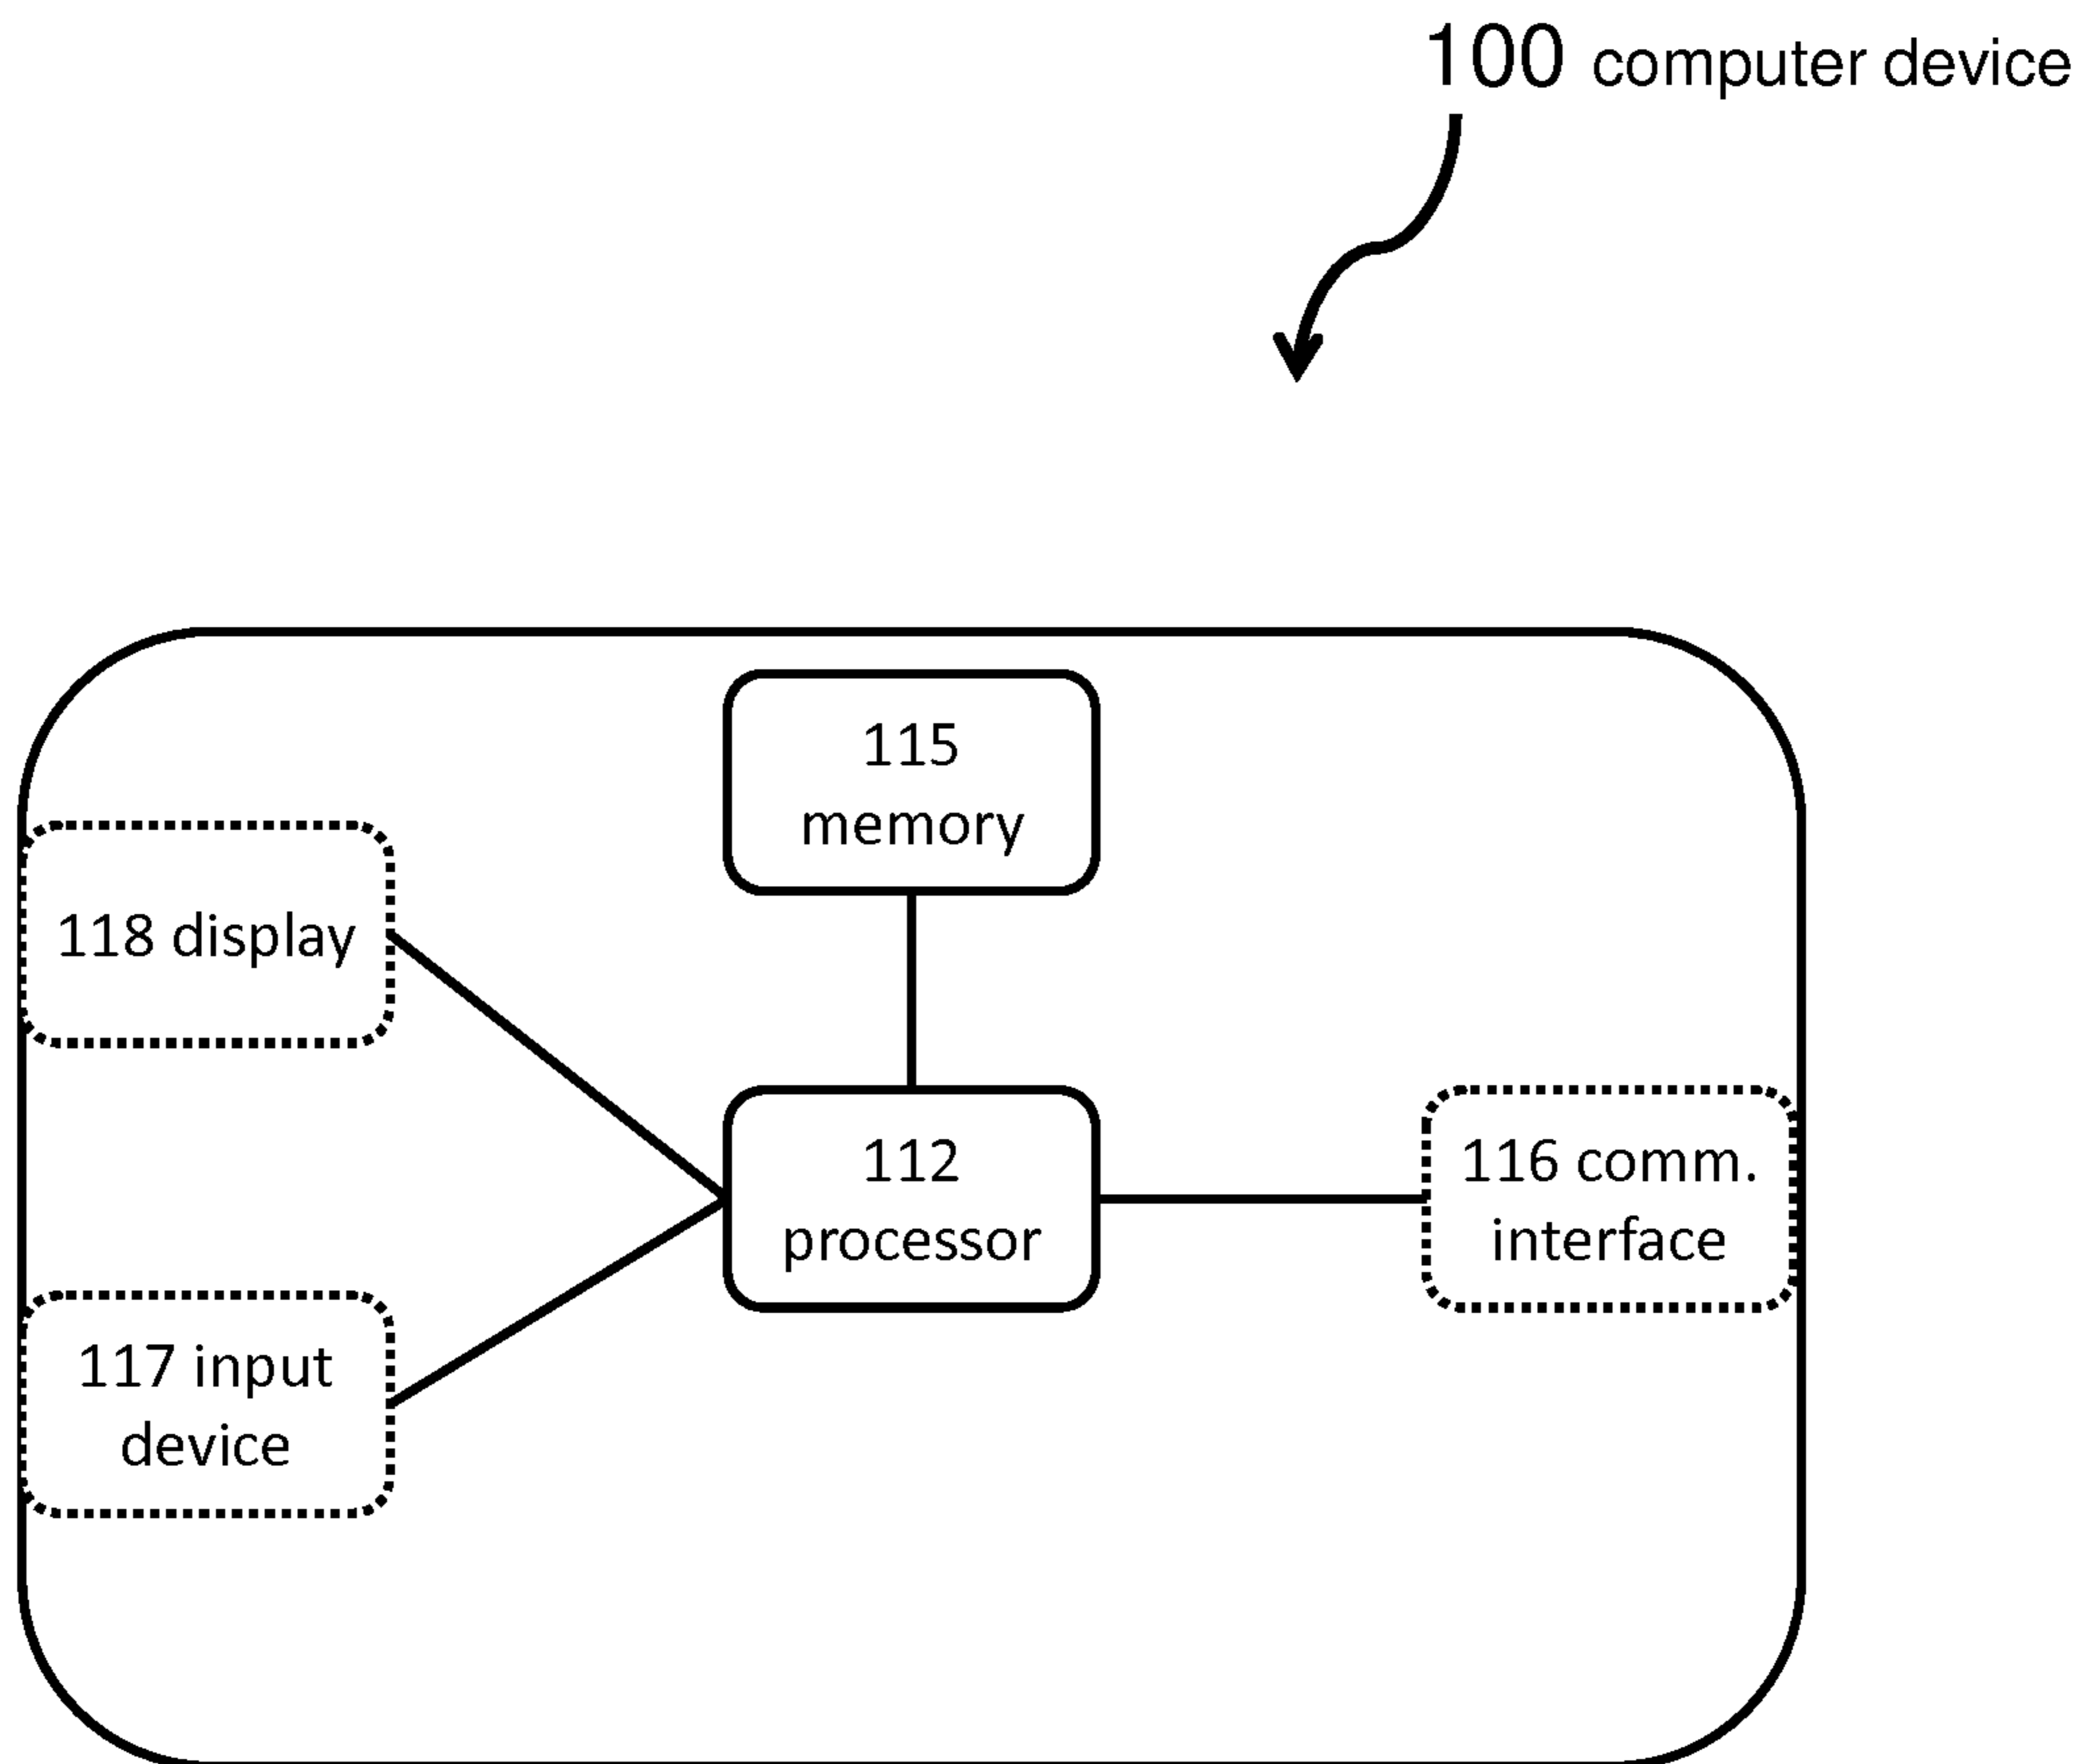 100 computer device
115
memory
118 display
112
processor
116 comm.
interface
117 input
device